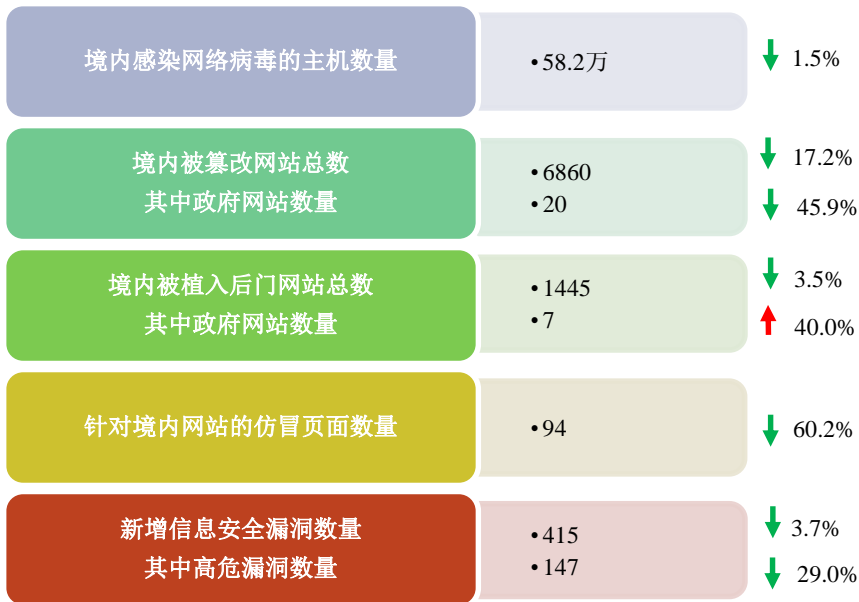 境内感染网络病毒的主机数量
•58.2万
1.5%
境内被篡改网站总数
其中政府网站数量
•6860
•20
17.2%
45.9%
境内被植入后门网站总数
其中政府网站数量
•1445
•7
3.5%
40.0%
针对境内网站的仿冒页面数量
•94
60.2%
新增信息安全漏洞数量
其中高危漏洞数量
•415
•147
3.7%
29.0%